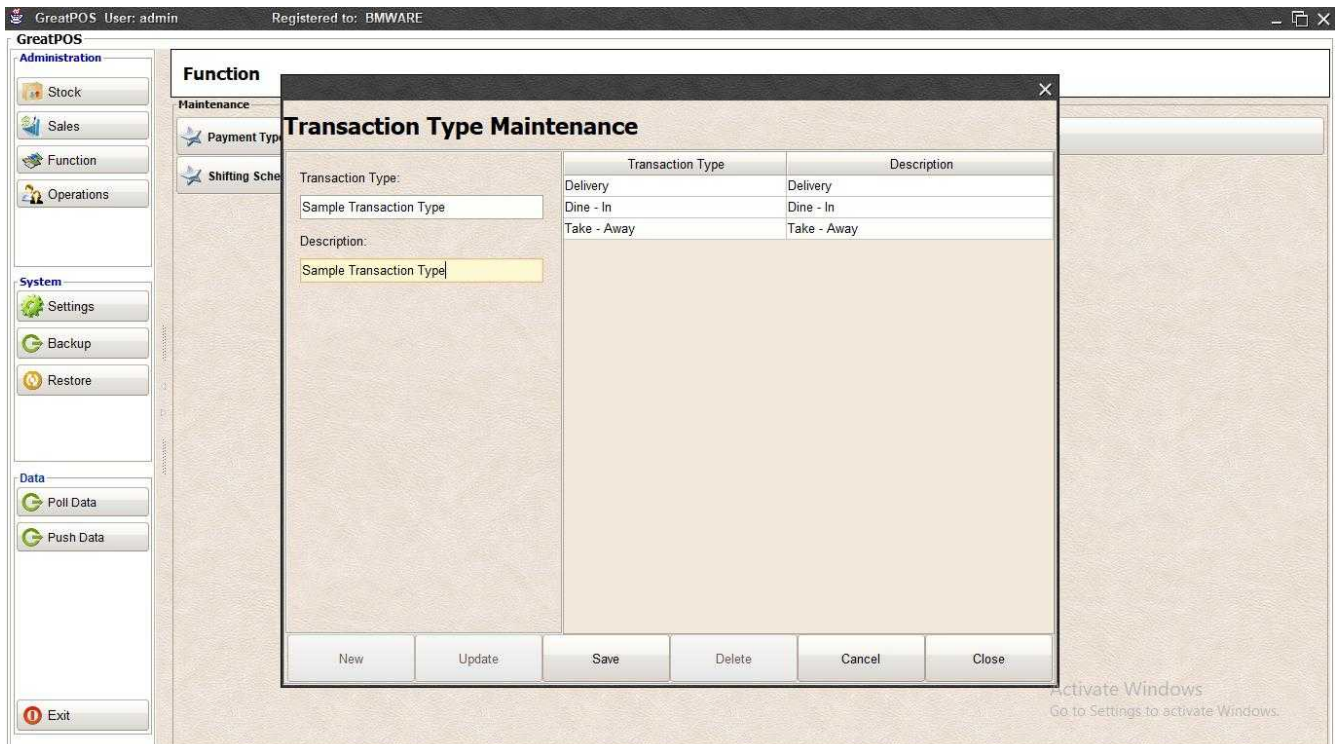 GreatPOS User: admin Registered to: BMWARE
GreatPOS
Administration
Stock
Sales
Function
Operations
System
Settings
Backup
Restore
Data
Poll Data
Push Data
Exit
Function
Maintenance
Payment Typ
Shifting Sche
Transaction Type Maintenance
Transaction Type:
Sample Transaction Type
Description:
Sample Transaction Type
Transaction Type Description
Delivery Delivery
Dine - In Dine - In
Take - Away Take - Away
New Update Save Delete Cancel Close
Activate Windows
Go to Settings to activate Windows.